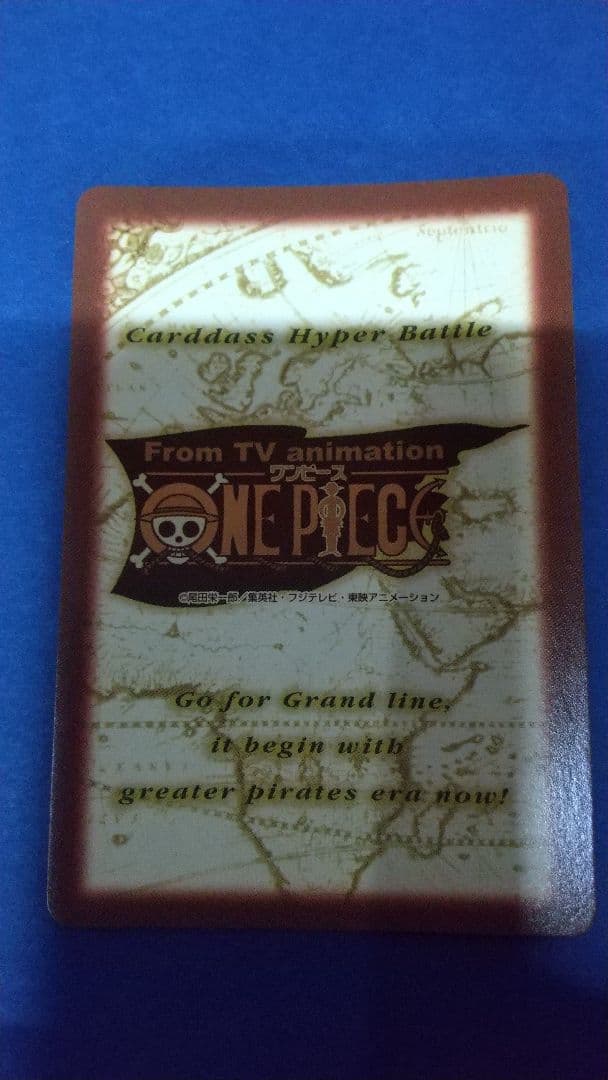 Septentrio
Carddass Hyper Battle
From TV animation
ワンピース
ONE PIECE
©尾田栄一郎／集英社・フジテレビ・東映アニメーション
Go for Grand line,
it begin with
greater pirates era now!